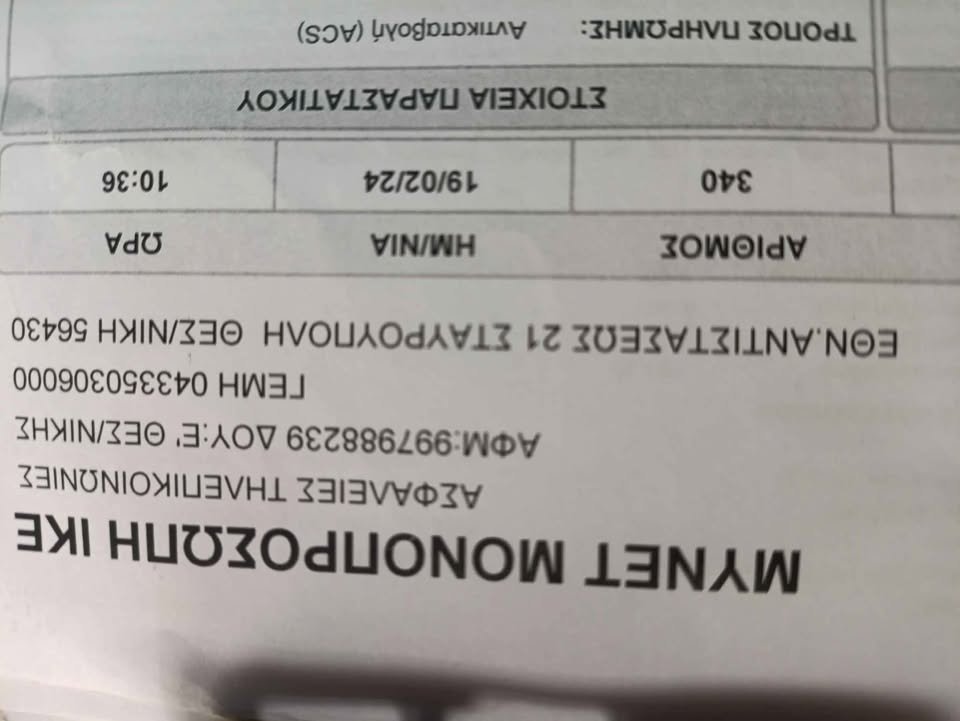 ΜΥΝΕΤ ΜΟΝΟΠΡΟΣΩΠΗ ΙΚΕ
ΑΣΦΑΛΕΙΕΣ ΤΗΛΕΠΙΚΟΙΝΩΝΙΕΣ
ΑΦΜ:997988239 ΔΟΥ:Ε' ΘΕΣ/ΝΙΚΗΣ
ΓΕΜΗ 043350306000
ΕΘΝ.ΑΝΤΙΣΤΑΣΕΩΣ 21 ΣΤΑΥΡΟΥΠΟΛΗ ΘΕΣ/ΝΙΚΗ 56430
ΑΡΙΘΜΟΣ ΗΜ/ΝΙΑ ΩΡΑ
340 19/02/24 10:36
ΣΤΟΙΧΕΙΑ ΠΑΡΑΣΤΑΤΙΚΟΥ
ΤΡΟΠΟΣ ΠΛΗΡΩΜΗΣ: Αντικαταβολή (ACS)